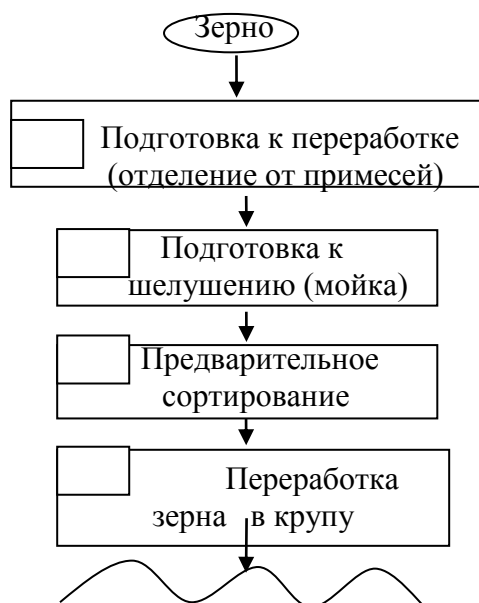 Зерно
Подготовка к переработке
(отделение от примесей)
Подготовка к
шелушению (мойка)
Предварительное
сортирование
Переработка
зерна в крупу